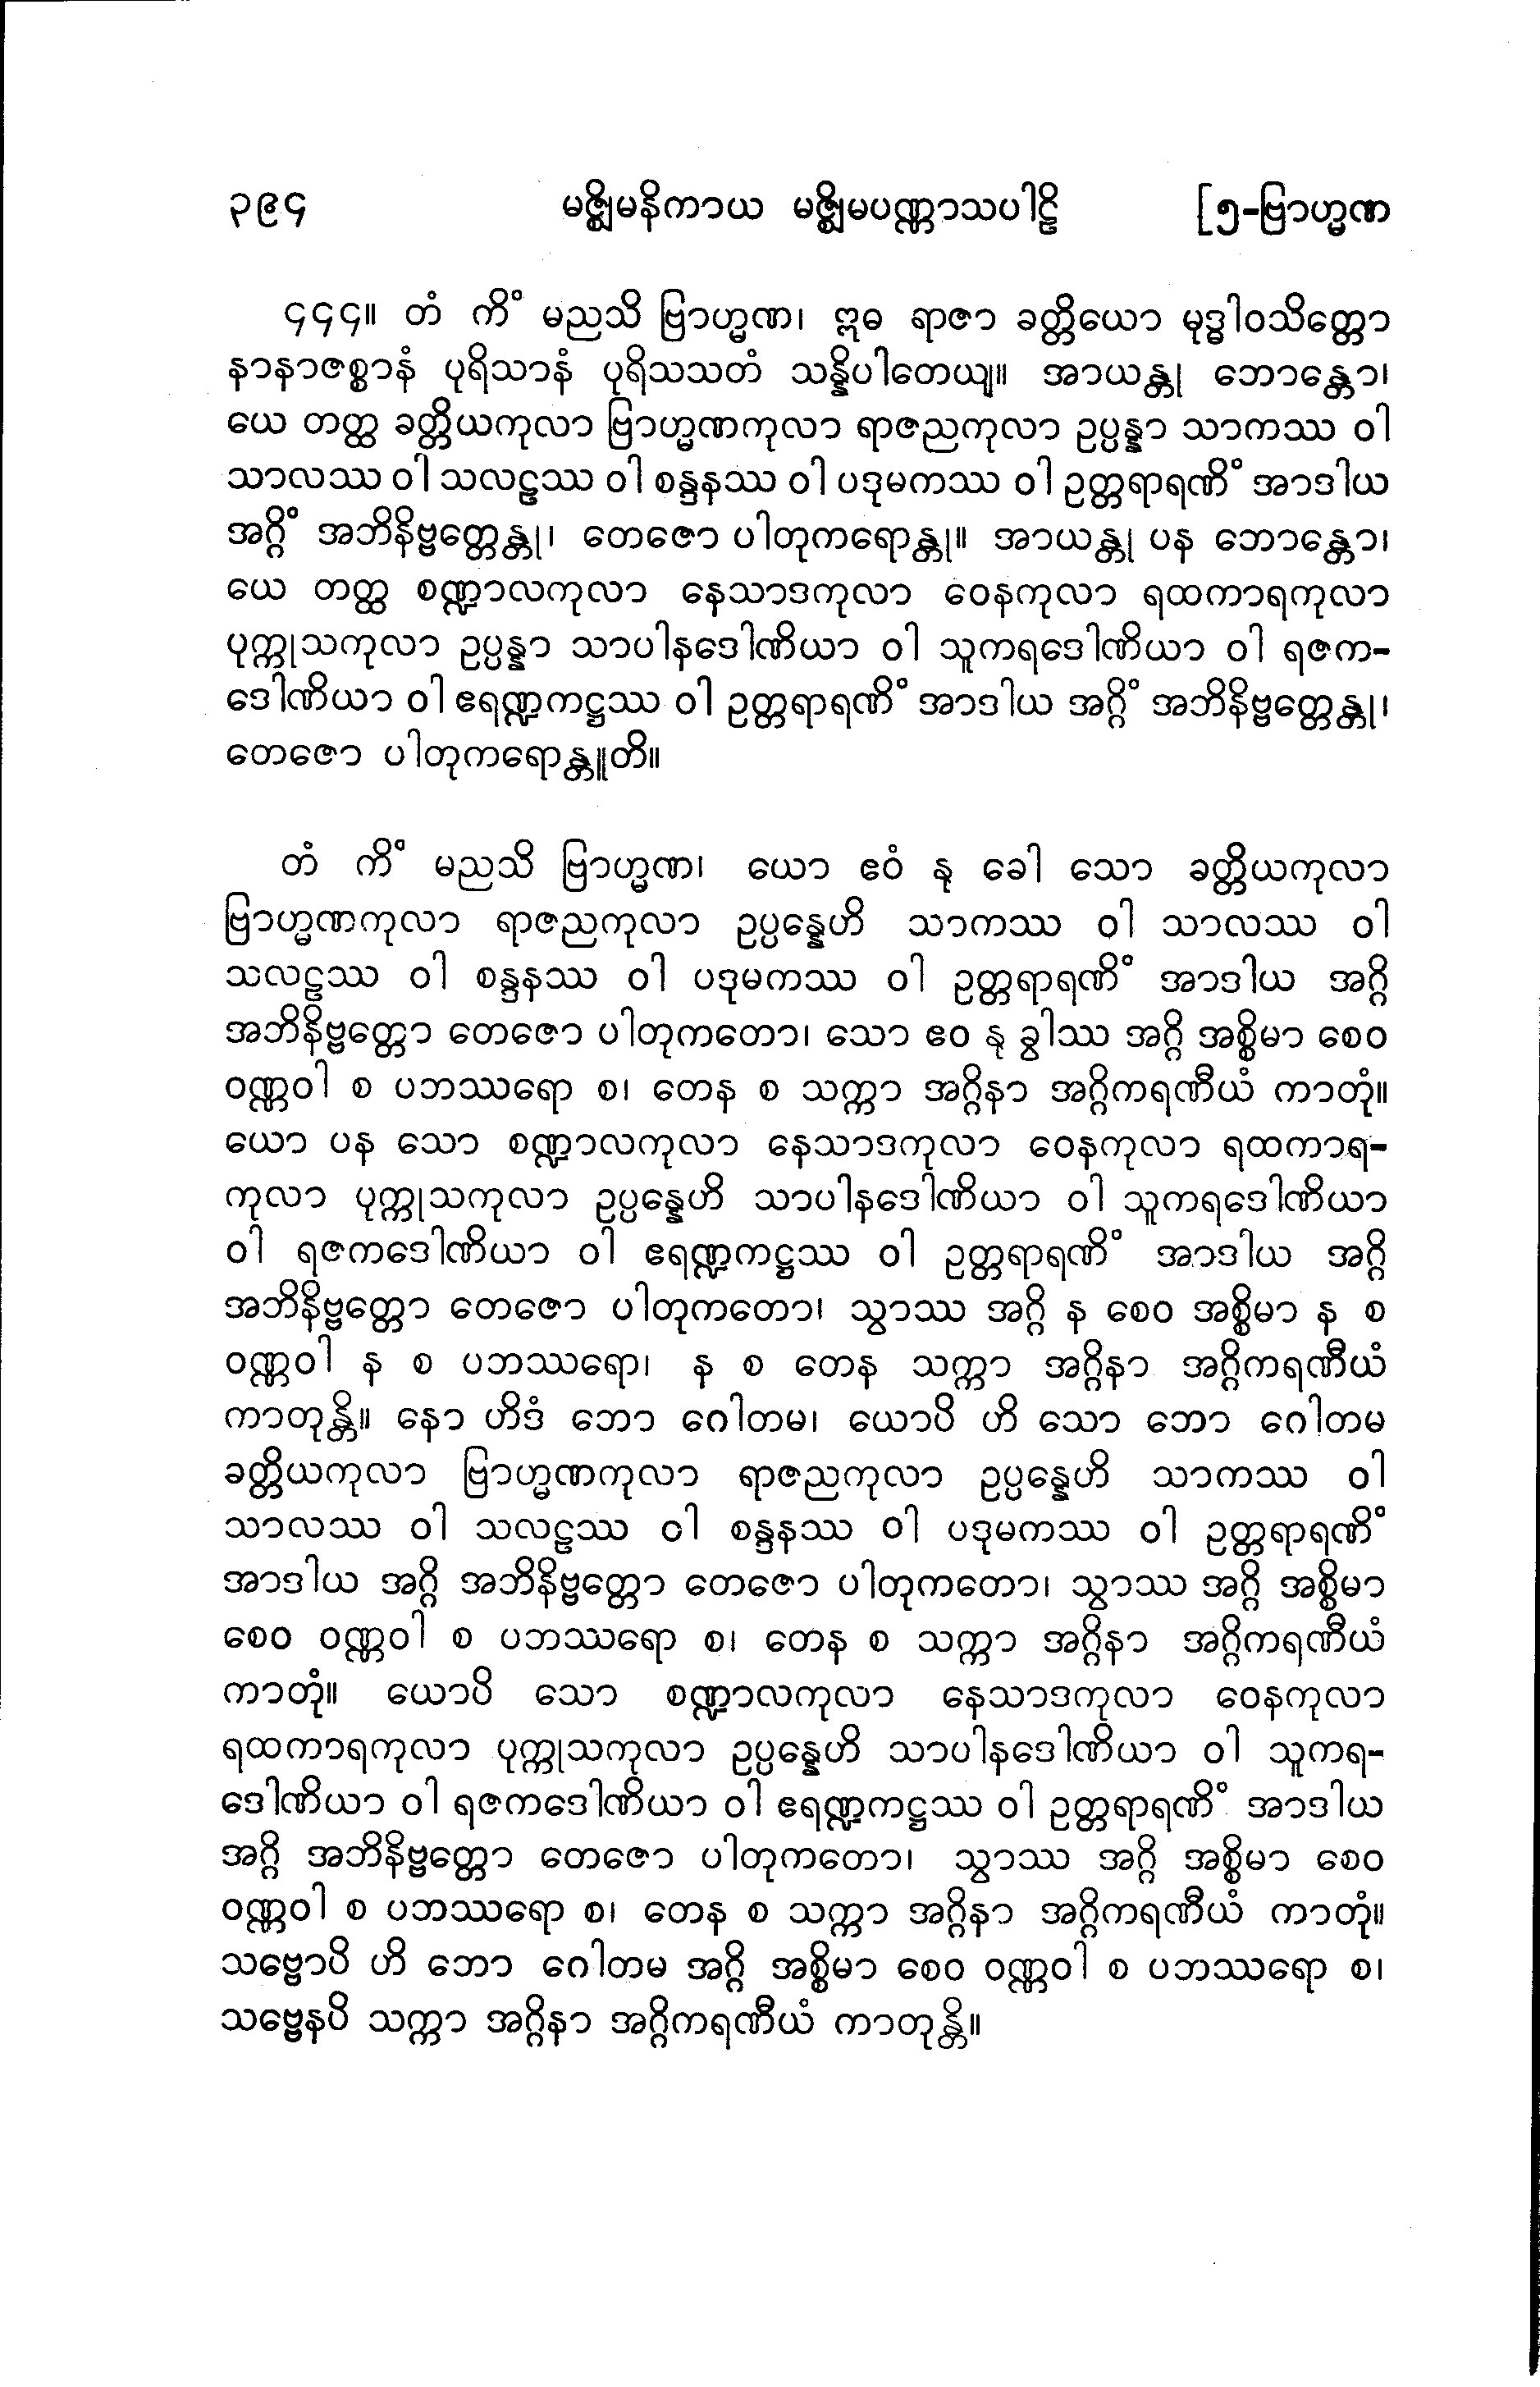 ၃၉၄ မဇ္ဈိမနိကာယ မဇ္ဈိမပဏ္ဏာသပါဠိ [၅-ဗြာဟ္မဏ
၄၄၄။ တံ ကိံ မညသိ ဗြာဟ္မဏ၊ ဣဓ ရာဇာ ခတ္တိယော မုဒ္ဓါဝသိတ္တော
နာနာဇစ္စာနံ ပုရိသာနံ ပုရိသသတံ သန္နိပါတေယျ။ အာယန္တု ဘောန္တော၊
ယေ တတ္ထ ခတ္တိယကုလာ ဗြာဟ္မဏကုလာ ရာဇညကုလာ ဥပ္ပန္နာ သာကဿ ဝါ
သာလဿ ဝါ သလဠဿ ဝါ စန္ဒနဿ ဝါ ပဒုမကဿ ဝါ ဥတ္တရာရဏိံ အာဒါယ
အဂ္ဂိံ အဘိနိဗ္ဗတ္တေန္တု၊ တေဇော ပါတုကရောန္တု။ အာယန္တု ပန ဘောန္တော၊
ယေ တတ္ထ စဏ္ဍာလကုလာ နေသာဒကုလာ ဝေနကုလာ ရထကာရကုလာ
ပုက္ကုသကုလာ ဥပ္ပန္နာ သာပါနဒေါဏိယာ ဝါ သူကရဒေါဏိယာ ဝါ ရဇက-
ဒေါဏိယာ ဝါ ဧရဏ္ဍကဋ္ဌဿ ဝါ ဥတ္တရာရဏိံ အာဒါယ အဂ္ဂိံ အဘိနိဗ္ဗတ္တေန္တု၊
တေဇော ပါတုကရောန္တူတိ။
တံ ကိံ မညသိ ဗြာဟ္မဏ၊ ယော ဧဝံ နု ခေါ သော ခတ္တိယကုလာ
ဗြာဟ္မဏကုလာ ရာဇညကုလာ ဥပ္ပန္နေဟိ သာကဿ ဝါ သာလဿ ဝါ
သလဠဿ ဝါ စန္ဒနဿ ဝါ ပဒုမကဿ ဝါ ဥတ္တရာရဏိံ အာဒါယ အဂ္ဂိ
အဘိနိဗ္ဗတ္တော တေဇော ပါတုကတော၊ သော ဧဝ နု ခွါဿ အဂ္ဂိ အစ္စိမာ စေဝ
ဝဏ္ဏဝါ စ ပဘဿရော စ၊ တေန စ သက္ကာ အဂ္ဂိနာ အဂ္ဂိကရဏီယံ ကာတုံ။
ယော ပန သော စဏ္ဍာလကုလာ နေသာဒကုလာ ဝေနကုလာ ရထကာရ-
ကုလာ ပုက္ကုသကုလာ ဥပ္ပန္နေဟိ သာပါနဒေါဏိယာ ဝါ သူကရဒေါဏိယာ
ဝါ ရဇကဒေါဏိယာ ဝါ ဧရဏ္ဍကဋ္ဌဿ ဝါ ဥတ္တရာရဏိံ အာဒါယ အဂ္ဂိ
အဘိနိဗ္ဗတ္တော တေဇော ပါတုကတော၊ သွာဿ အဂ္ဂိ န စေဝ အစ္စိမာ န စ
ဝဏ္ဏဝါ န စ ပဘဿရော၊ န စ တေန သက္ကာ အဂ္ဂိနာ အဂ္ဂိကရဏီယံ
ကာတုန္တိ။ နော ဟိဒံ ဘော ဂေါတမ၊ ယောပိ ဟိ သော ဘော ဂေါတမ
ခတ္တိယကုလာ ဗြာဟ္မဏကုလာ ရာဇညကုလာ ဥပ္ပန္နေဟိ သာကဿ ဝါ
သာလဿ ဝါ သလဠဿ ဝါ စန္ဒနဿ ဝါ ပဒုမကဿ ဝါ ဥတ္တရာရဏိံ
အာဒါယ အဂ္ဂိ အဘိနိဗ္ဗတ္တော တေဇော ပါတုကတော၊ သွာဿ အဂ္ဂိ အစ္စိမာ
စေဝ ဝဏ္ဏဝါ စ ပဘဿရော စ၊ တေန စ သက္ကာ အဂ္ဂိနာ အဂ္ဂိကရဏီယံ
ကာတုံ။ ယောပိ သော စဏ္ဍာလကုလာ နေသာဒကုလာ ဝေနကုလာ
ရထကာရကုလာ ပုက္ကုသကုလာ ဥပ္ပန္နေဟိ သာပါနဒေါဏိယာ ဝါ သူကရ-
ဒေါဏိယာ ဝါ ရဇကဒေါဏိယာ ဝါ ဧရဏ္ဍကဋ္ဌဿ ဝါ ဥတ္တရာရဏိံ အာဒါယ
အဂ္ဂိ အဘိနိဗ္ဗတ္တော တေဇော ပါတုကတော၊ သွာဿ အဂ္ဂိ အစ္စိမာ စေဝ
ဝဏ္ဏဝါ စ ပဘဿရော စ၊ တေန စ သက္ကာ အဂ္ဂိနာ အဂ္ဂိကရဏီယံ ကာတုံ။
သဗ္ဗောပိ ဟိ ဘော ဂေါတမ အဂ္ဂိ အစ္စိမာ စေဝ ဝဏ္ဏဝါ စ ပဘဿရော စ၊
သဗ္ဗေနပိ သက္ကာ အဂ္ဂိနာ အဂ္ဂိကရဏီယံ ကာတုန္တိ။